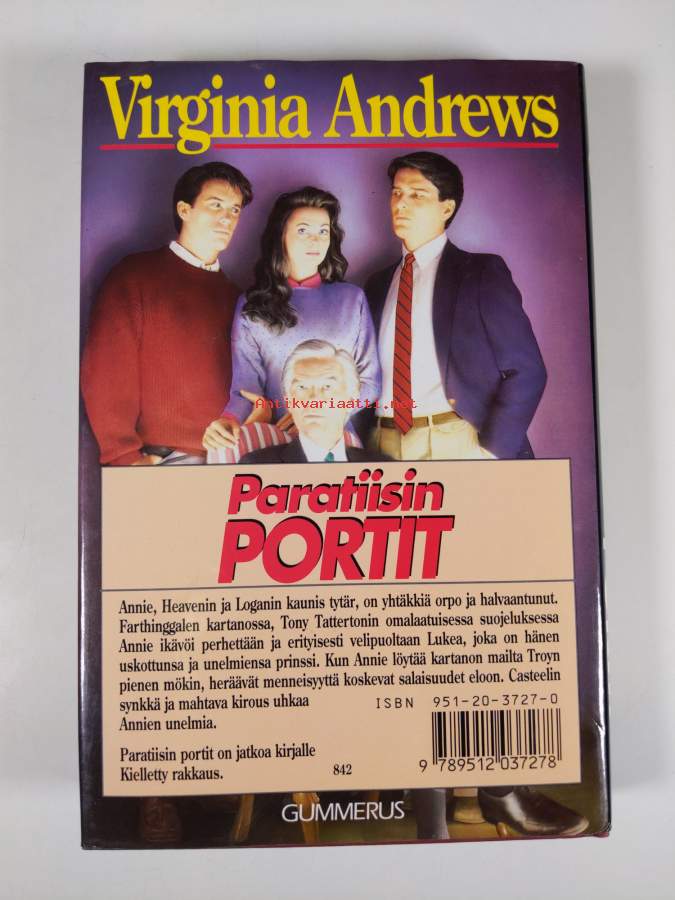 Virginia Andrews
Antikvariaatti.net
Paratiisin
PORTIT
Annie, Heavenin ja Loganin kaunis tytär, on yhtäkkiä orpo ja halvaantunut.
Farthinggalen kartanossa, Tony Tattertonin omalaatuisessa suojeluksessa
Annie ikävöi perhettään ja erityisesti velipuoltaan Lukea, joka on hänen
uskottunsa ja unelmiensa prinssi. Kun Annie löytää kartanon mailta Troyn
pienen mökin, heräävät menneisyyttä koskevat salaisuudet eloon. Casteelin
synkkä ja mahtava kirous uhkaa
Annien unelmia.
ISBN 951-20-3727-0
Paratiisin portit on jatkoa kirjalle
Kielletty rakkaus.
842
9 789512 037278
GUMMERUS